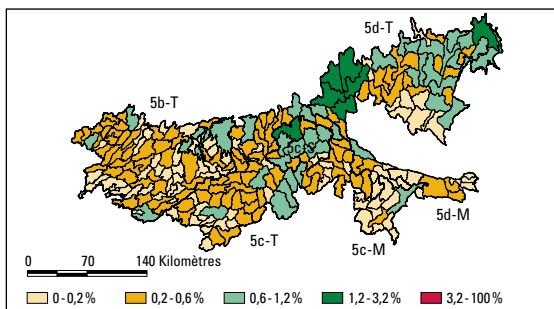 5d-T
5b-T
5c-S
5d-M
5c-T
5c-M
0 70 140 Kilomètres
0-0,2% 0,2-0,6% 0,6-1,2% 1,2-3,2% 3,2-100%